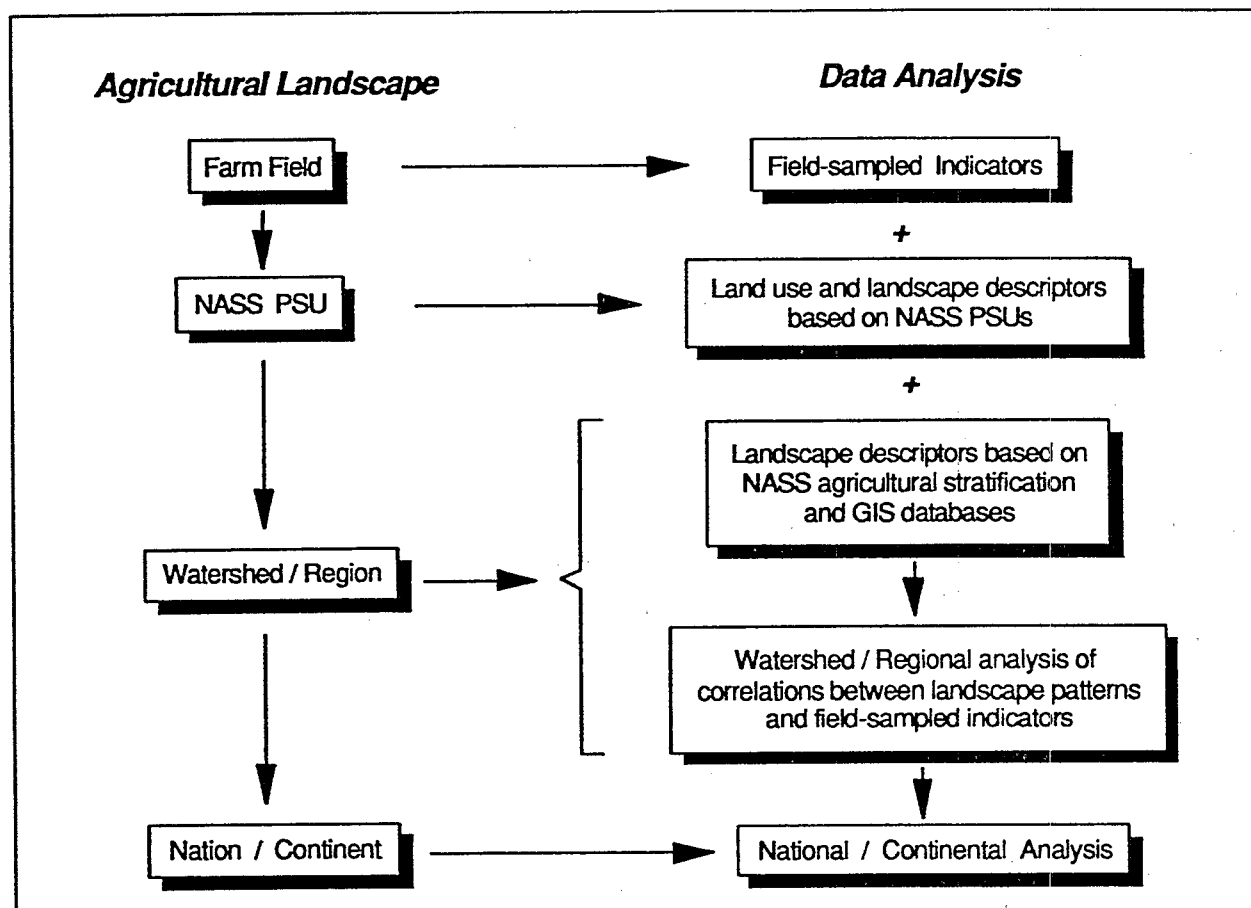 Agricultural Landscape
Data Analysis
Farm Field
Field-sampled Indicators
+
NASS PSU
Land use and landscape descriptors
based on NASS PSUs
+
Landscape descriptors based on
NASS agricultural stratification
and GIS databases
Watershed / Region
Watershed / Regional analysis of
correlations between landscape patterns
and field-sampled indicators
Nation / Continent
National / Continental Analysis